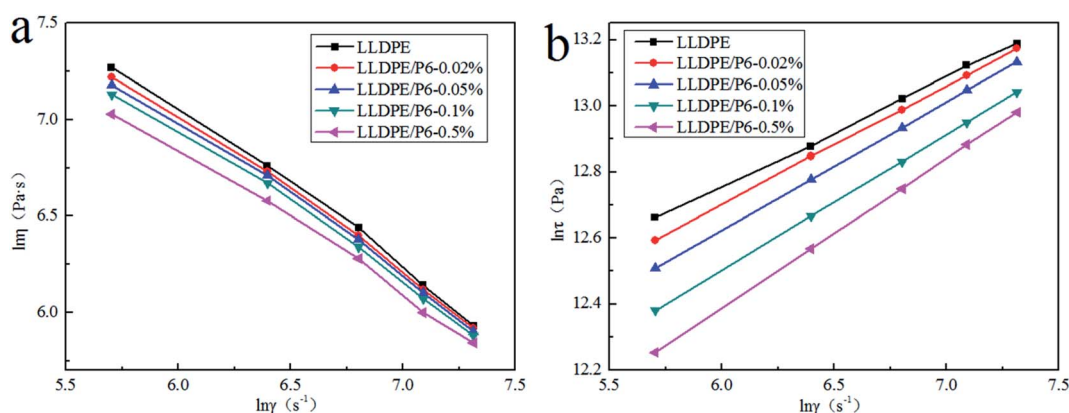 a
7.5
7.0
6.5
6.0
lnη（Pa·s）
LLDPE
LLDPE/P6-0.02%
LLDPE/P6-0.05%
LLDPE/P6-0.1%
LLDPE/P6-0.5%
5.5 6.0 6.5 7.0 7.5
lnγ（s⁻¹）
b
13.2
13.0
12.8
12.6
12.4
12.2
lnτ（Pa）
LLDPE
LLDPE/P6-0.02%
LLDPE/P6-0.05%
LLDPE/P6-0.1%
LLDPE/P6-0.5%
5.5 6.0 6.5 7.0 7.5
lnγ（s⁻¹）